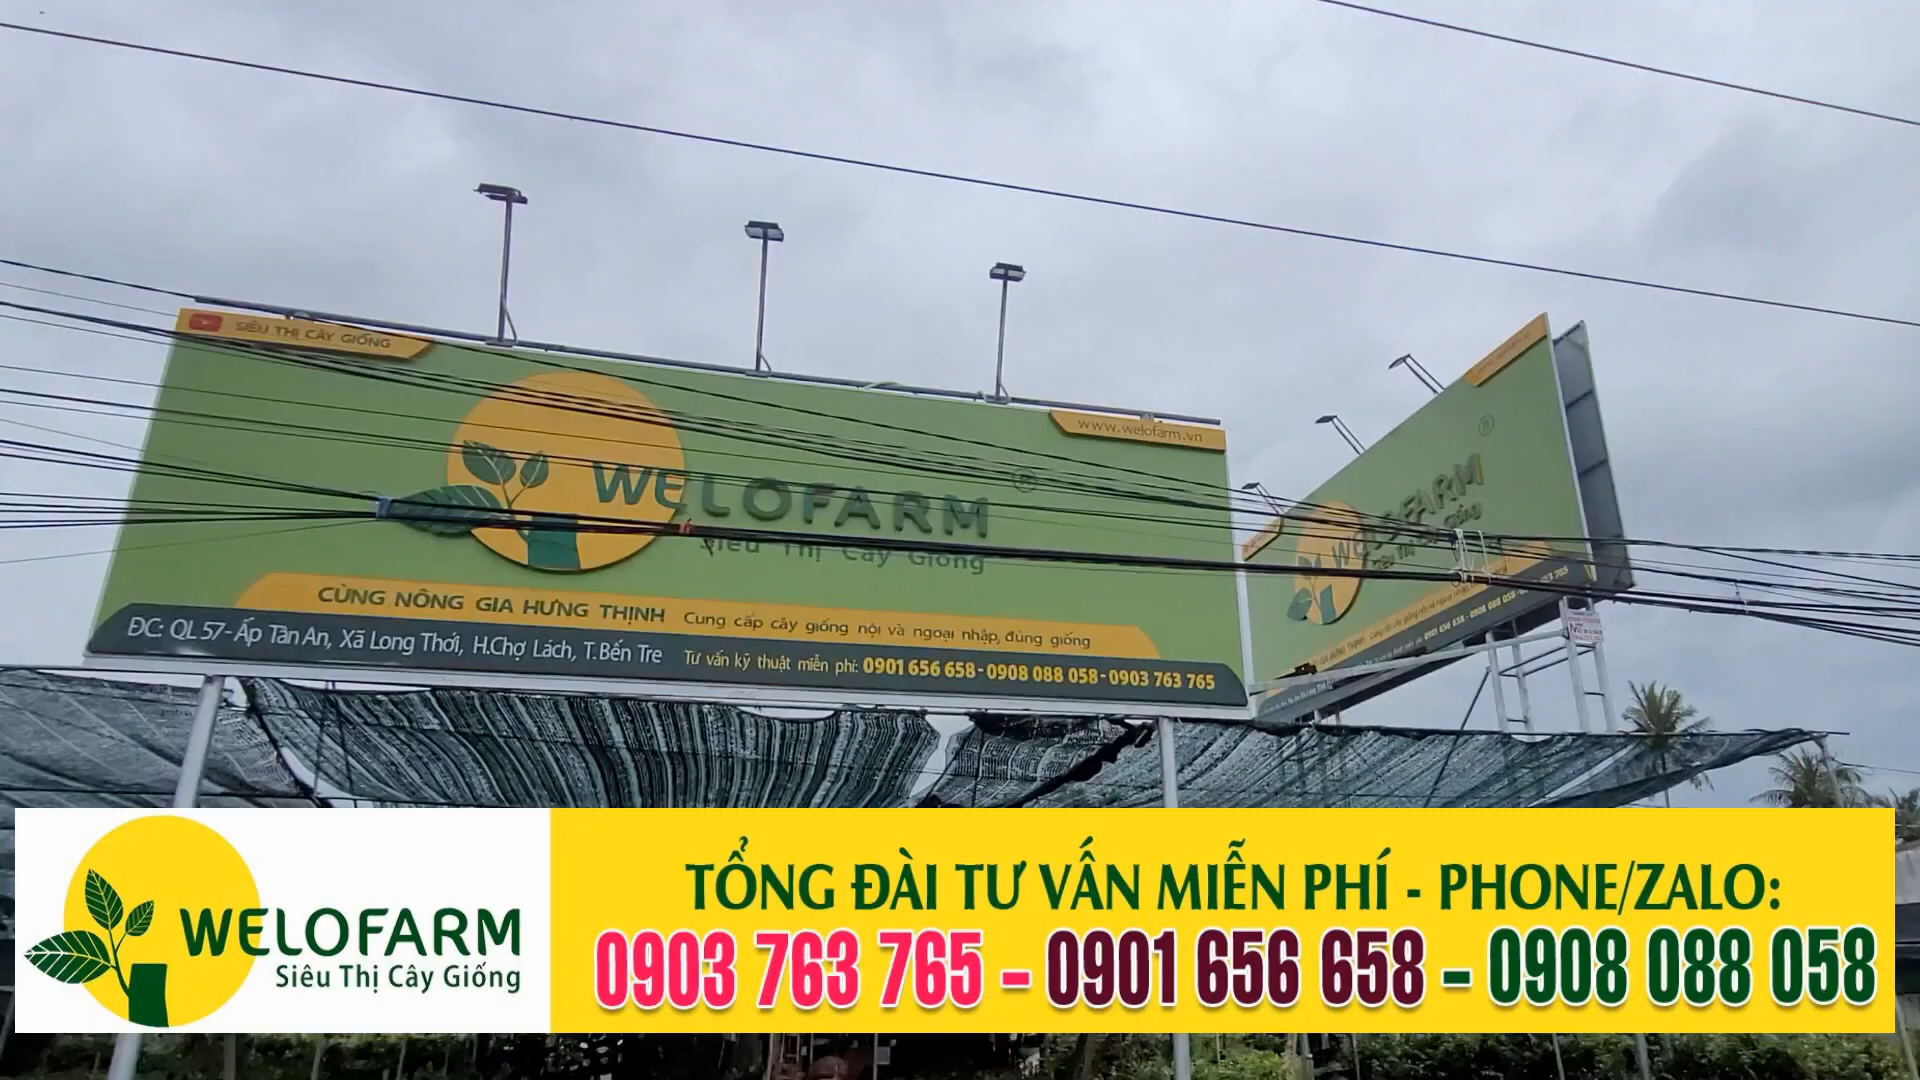 SIÊU THỊ CÂY GIỐNG
www.welofarm.vn
WELOFARM ®
Siêu Thị Cây Giống
CÙNG NÔNG GIA HƯNG THỊNH Cung cấp cây giống nội và ngoại nhập, đúng giống
ĐC: QL 57 - Ấp Tân An, Xã Long Thới, H.Chợ Lách, T.Bến Tre Tư vấn kỹ thuật miễn phí: 0901 656 658 - 0908 088 058 - 0903 763 765
®
WELOFARM
Siêu Thị Cây Giống
WELOFARM
Siêu Thị Cây Giống
TỔNG ĐÀI TƯ VẤN MIỄN PHÍ - PHONE/ZALO:
0903 763 765 - 0901 656 658 - 0908 088 058